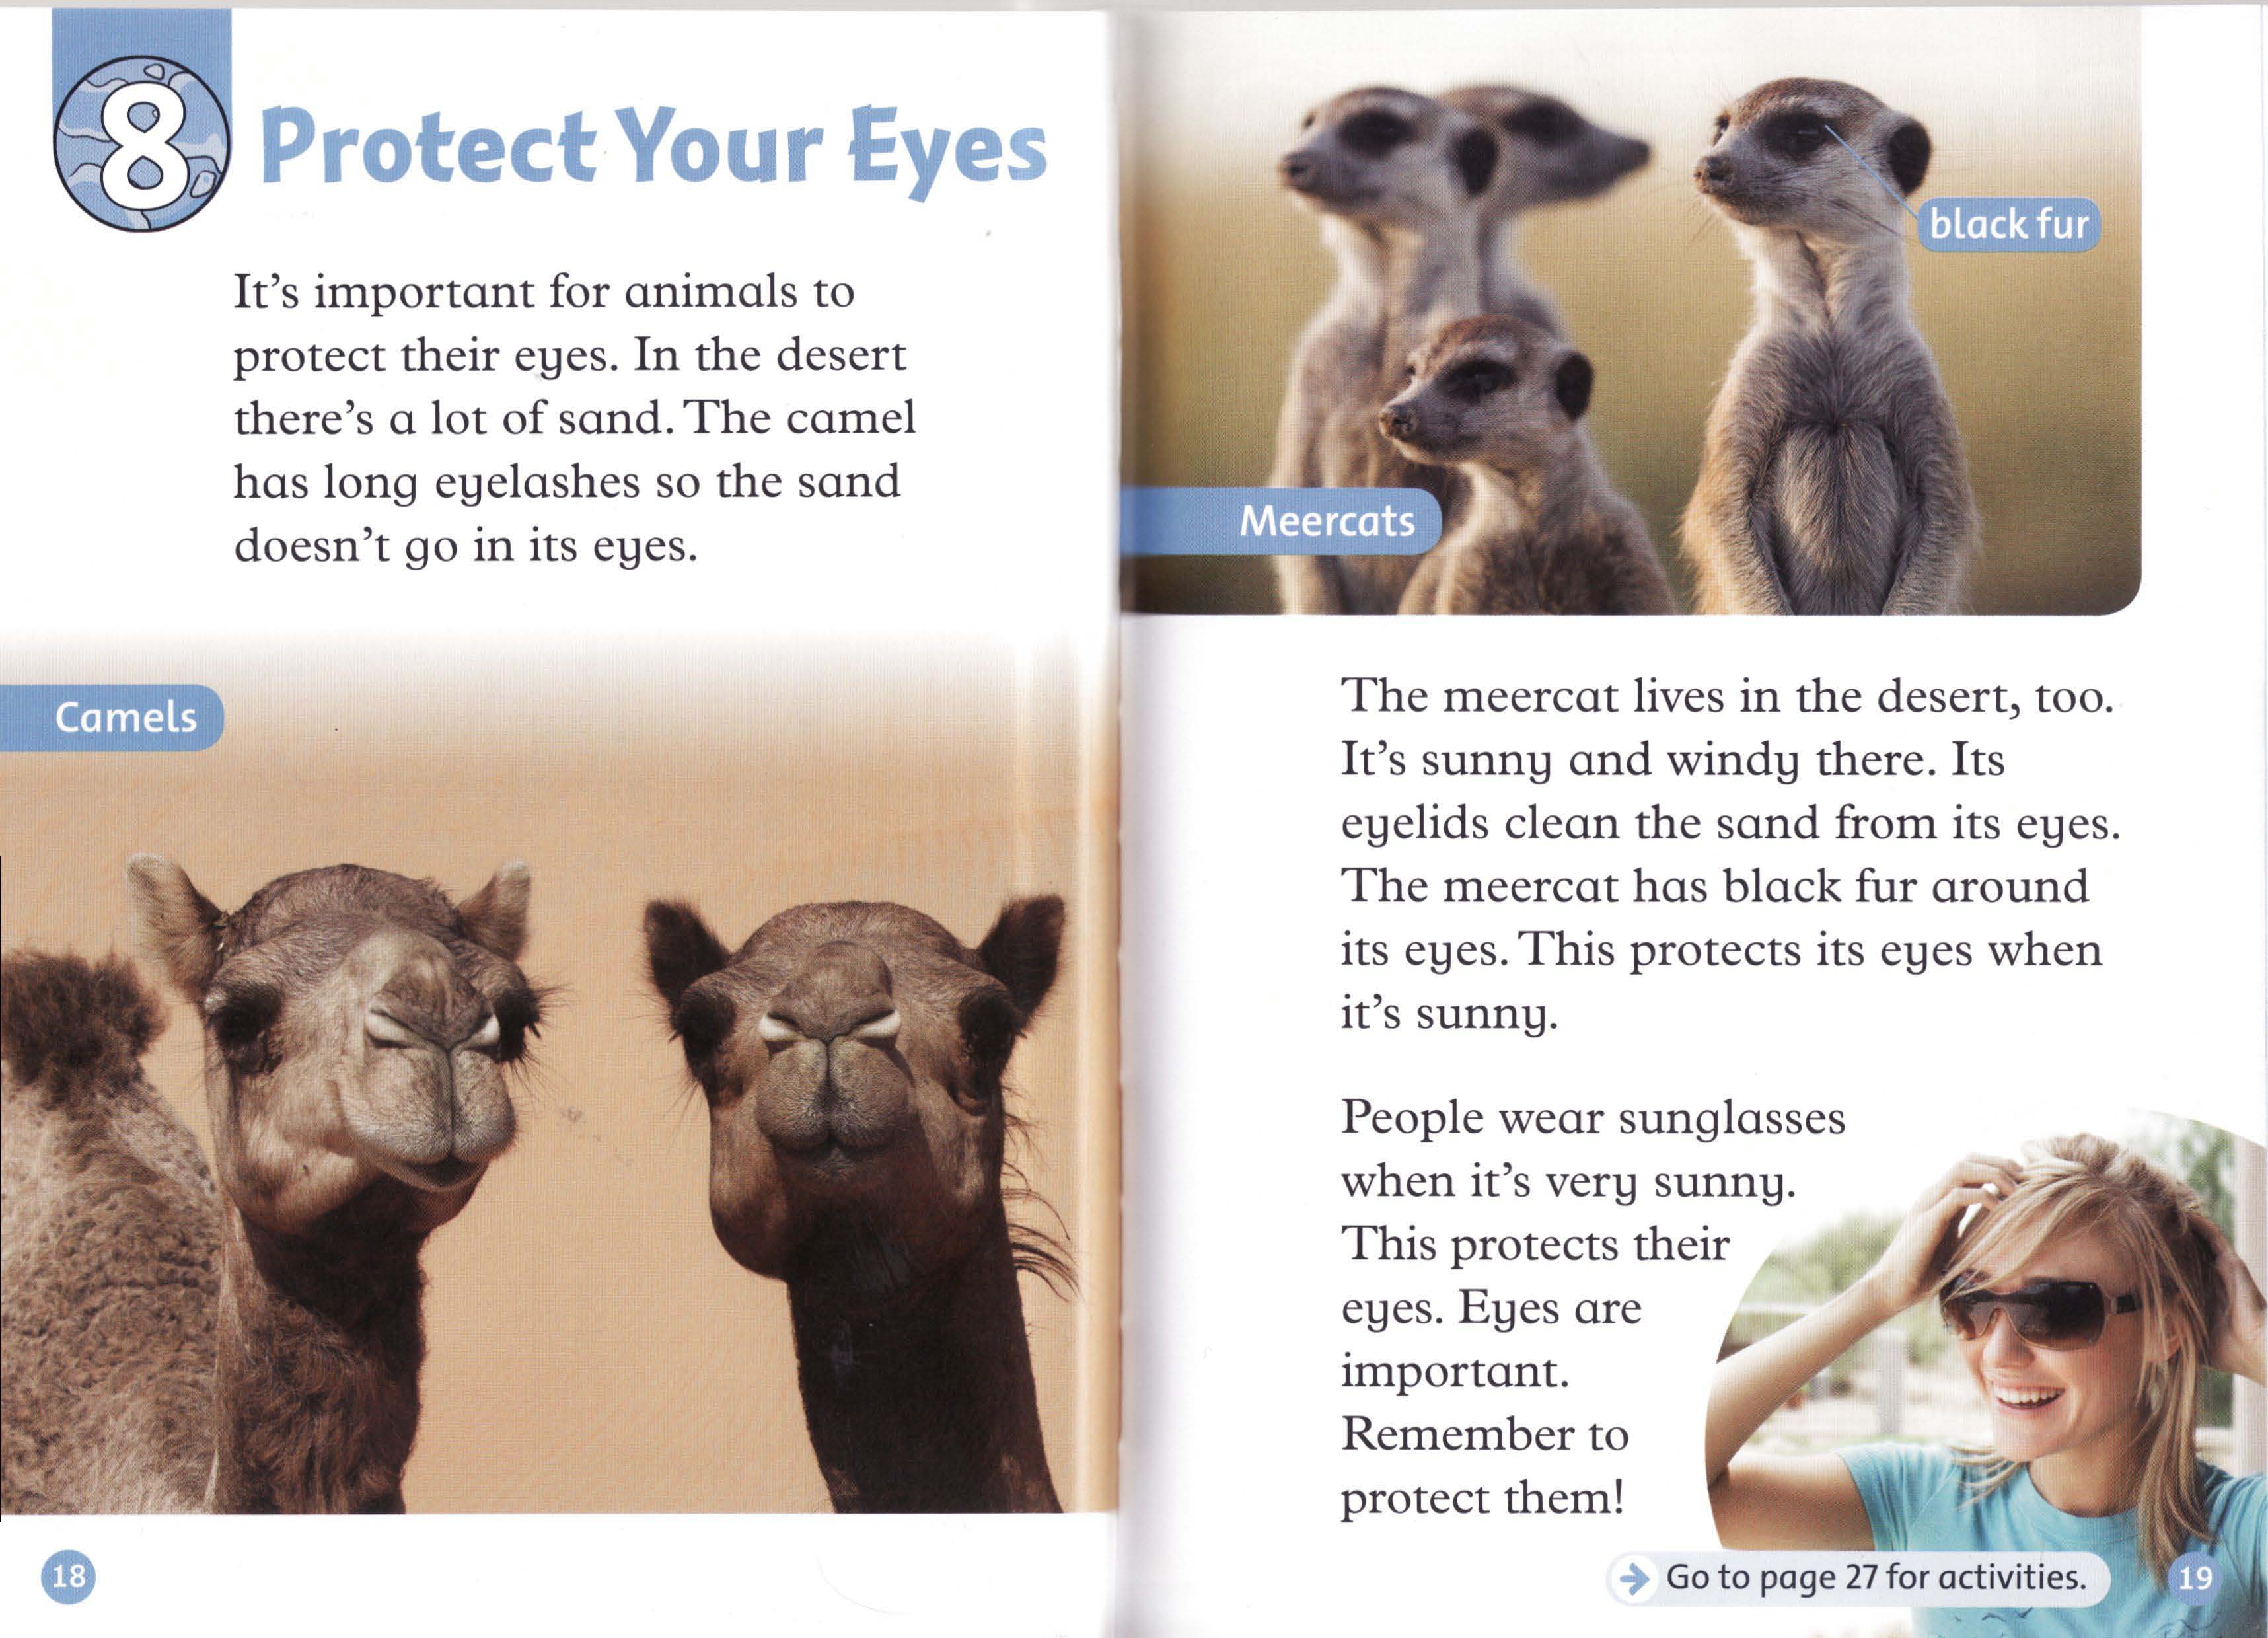 8
Protect Your Eyes
It's important for animals to
protect their eyes. In the desert
there's a lot of sand. The camel
has long eyelashes so the sand
doesn't go in its eyes.
Camels
18
black fur
Meercats
The meercat lives in the desert, too.
It's sunny and windy there. Its
eyelids clean the sand from its eyes.
The meercat has black fur around
its eyes. This protects its eyes when
it's sunny.
People wear sunglasses
when it's very sunny.
This protects their
eyes. Eyes are
important.
Remember to
protect them!
Go to page 27 for activities.
19